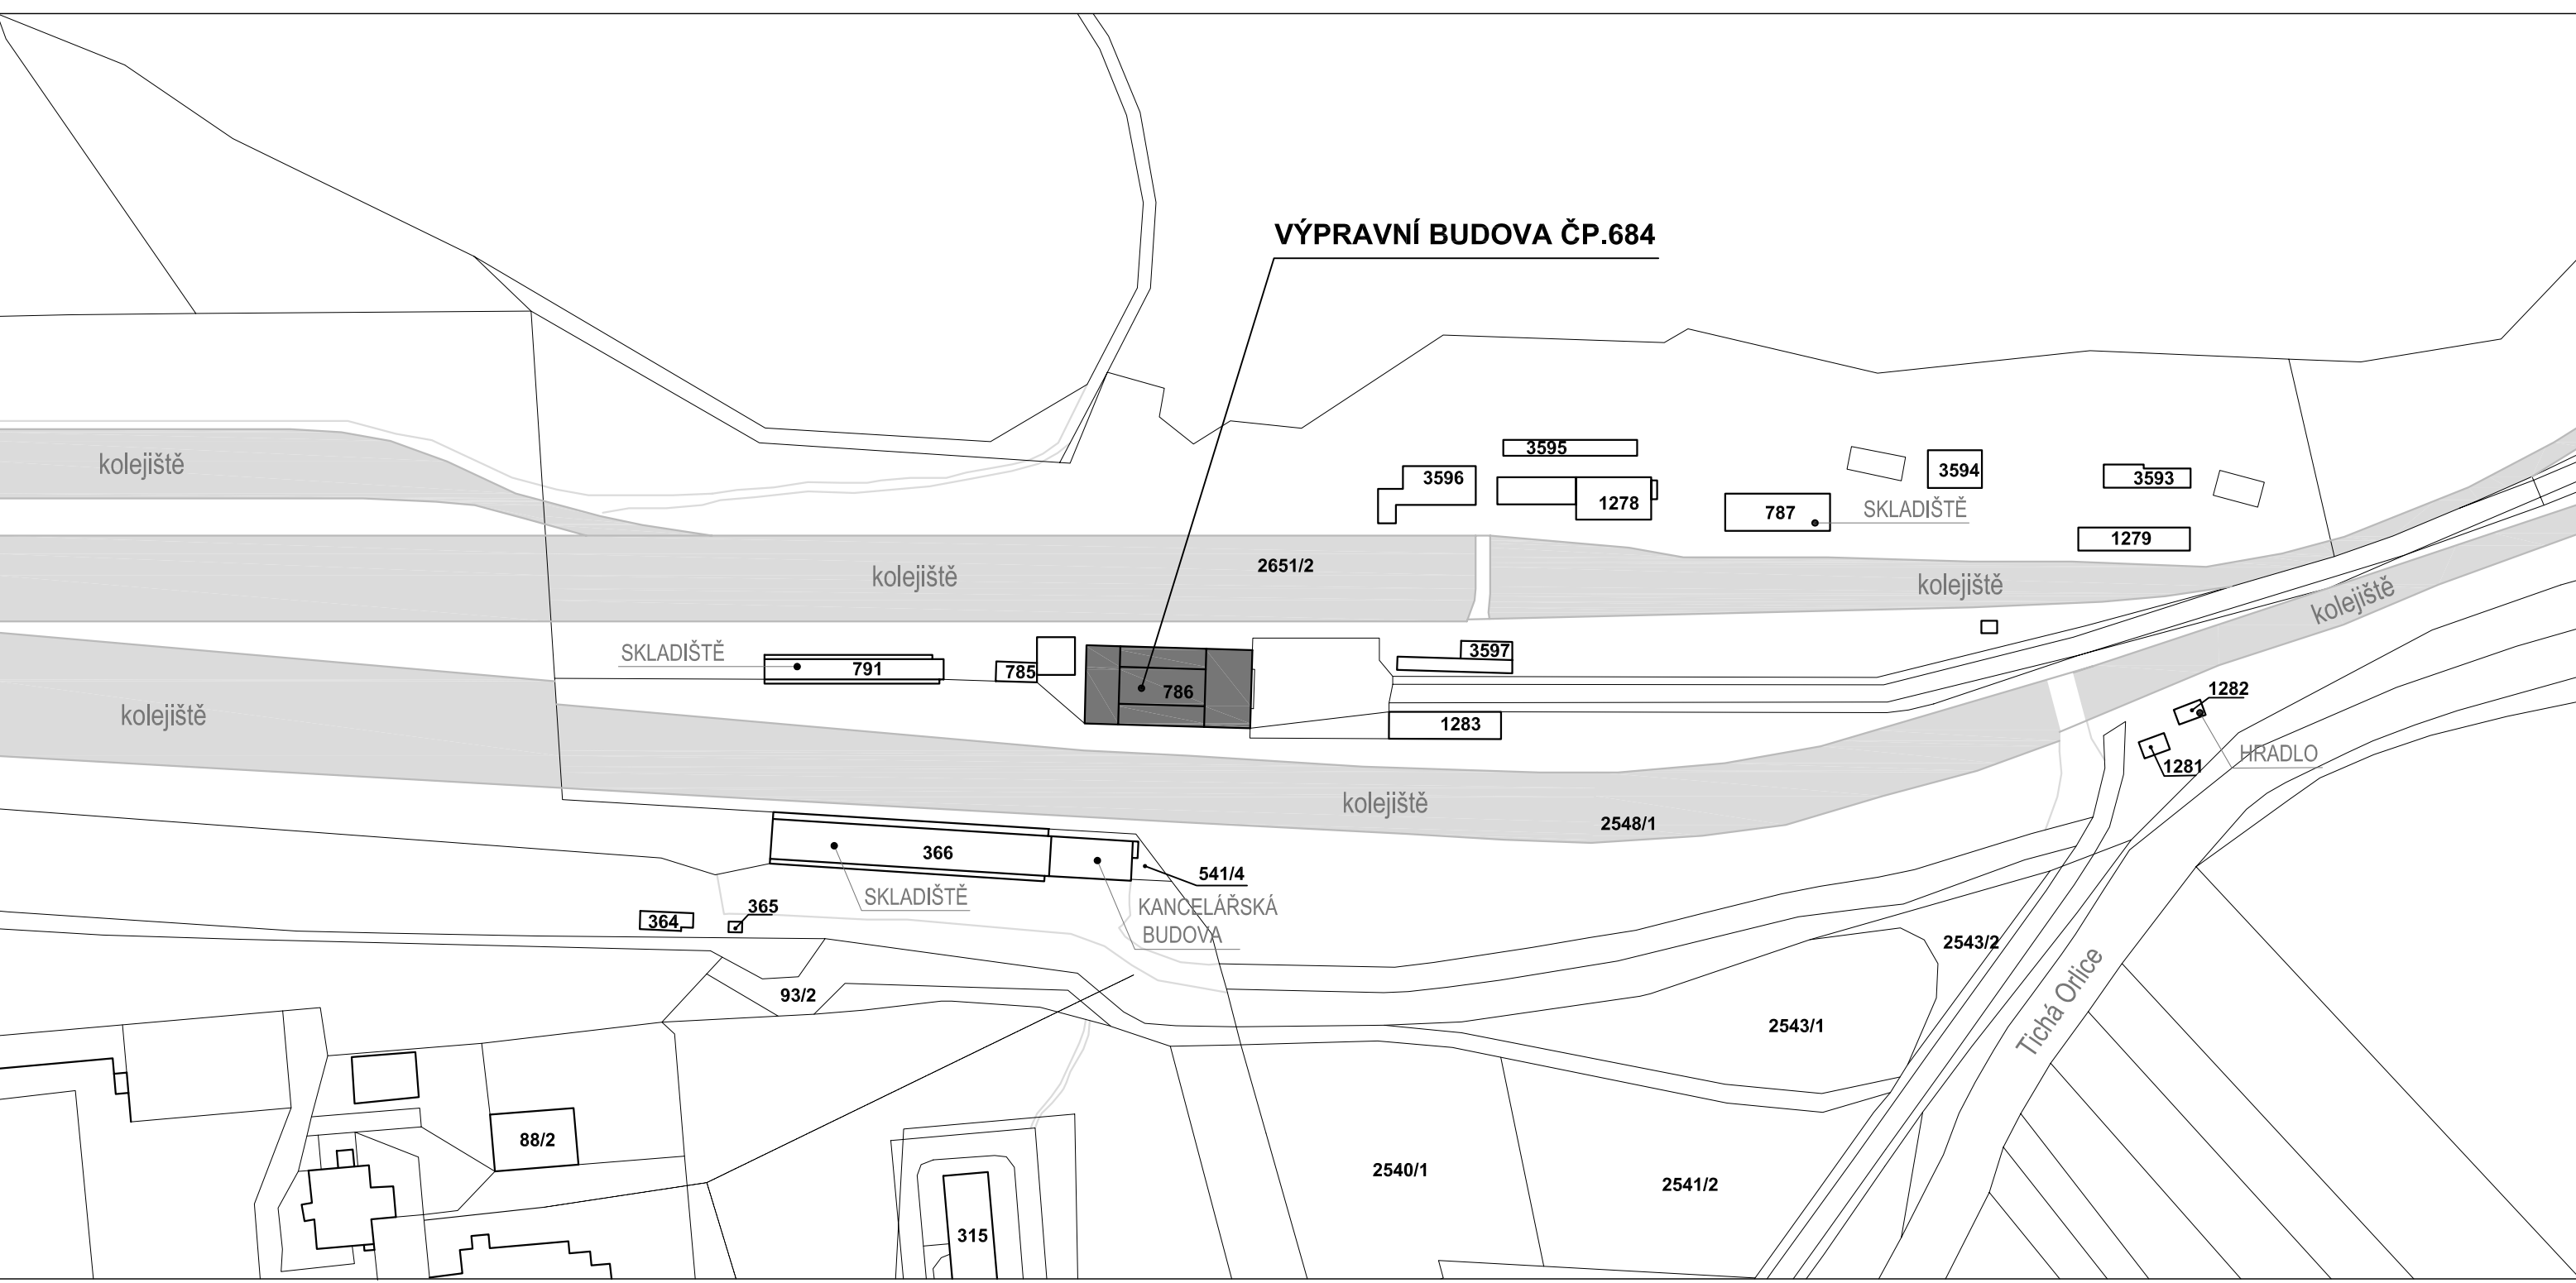 VÝPRAVNÍ BUDOVA ČP.684
kolejiště
3595
3596
3594
3593
1278
787
SKLADIŠTĚ
1279
2651/2
kolejiště
kolejiště
kolejiště
SKLADIŠTĚ
791
785
786
3597
1282
kolejiště
1283
HRADLO
1281
kolejiště
2548/1
366
541/4
SKLADIŠTĚ
KANCELÁŘSKÁ
BUDOVA
364
365
2543/2
93/2
Tichá Orlice
2543/1
88/2
2540/1
2541/2
315